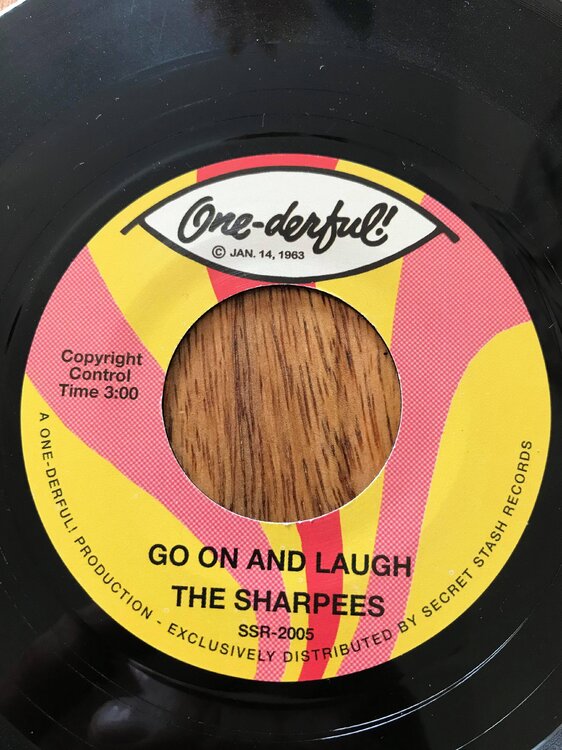 One-derful!
© JAN. 14, 1963
Copyright
Control
Time 3:00
GO ON AND LAUGH
THE SHARPEES
SSR-2005
A ONE-DERFUL! PRODUCTION - EXCLUSIVELY DISTRIBUTED BY SECRET STASH RECORDS